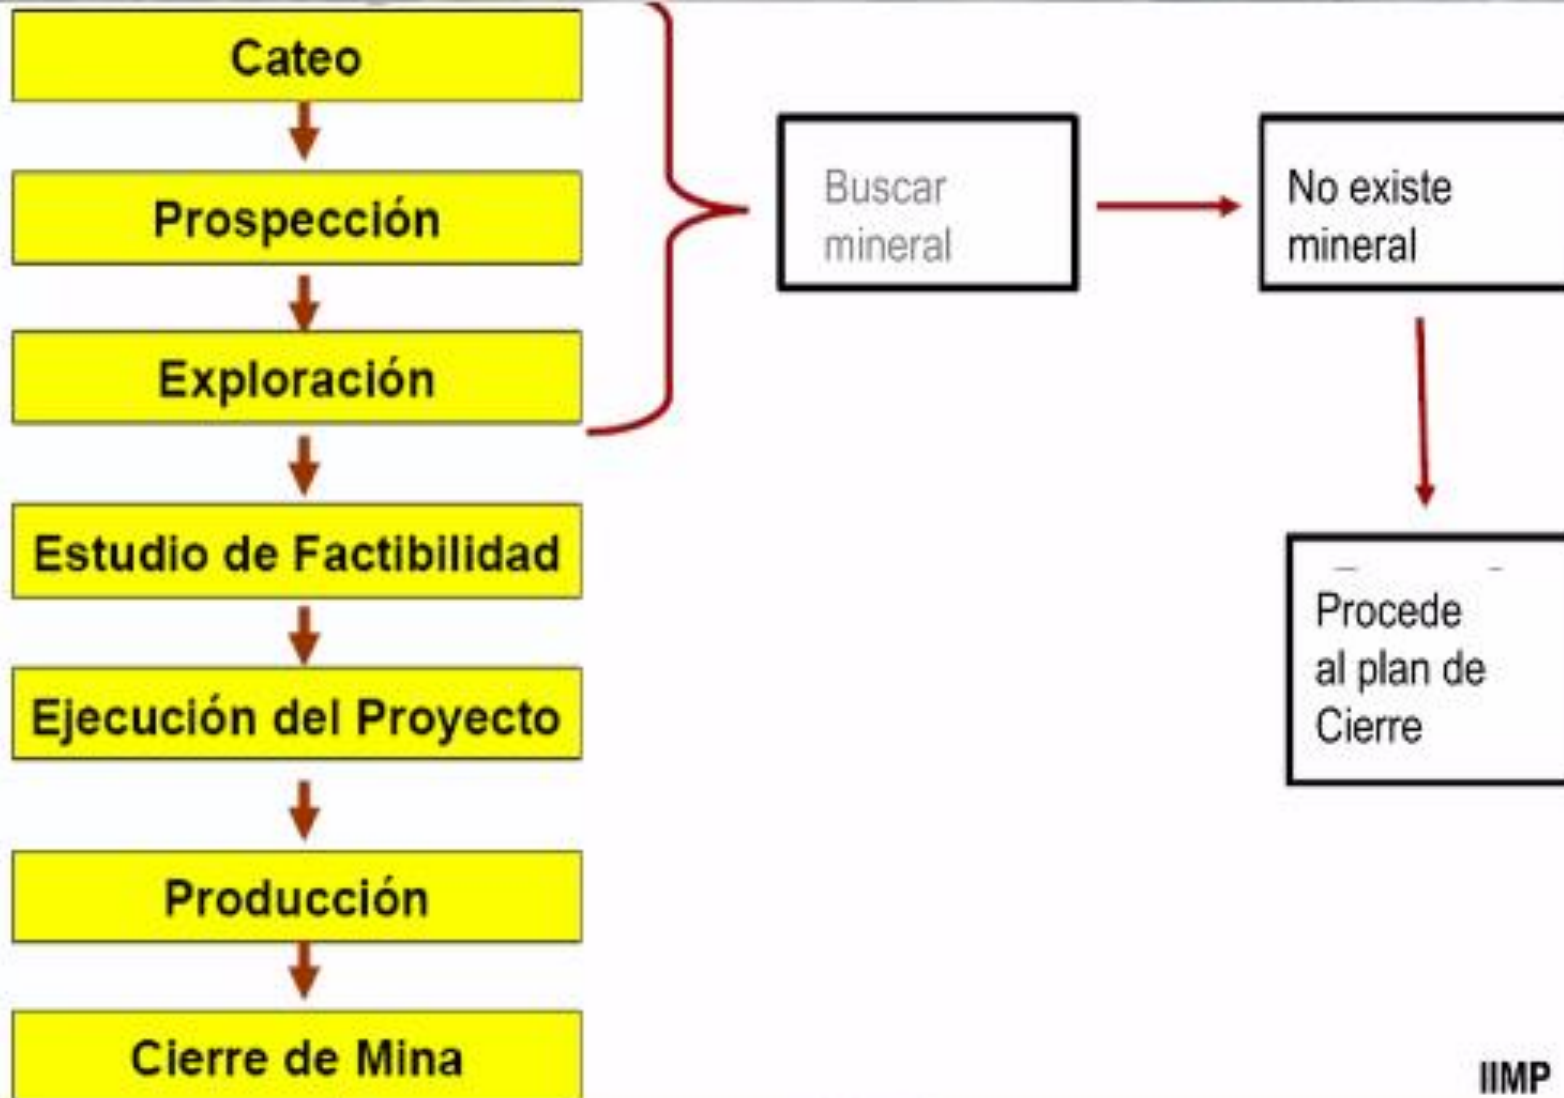 Cateo
Prospección
Exploración
Estudio de Factibilidad
Ejecución del Proyecto
Producción
Cierre de Mina
Buscar
mineral
No existe
mineral
Procede
al plan de
Cierre
IIMP